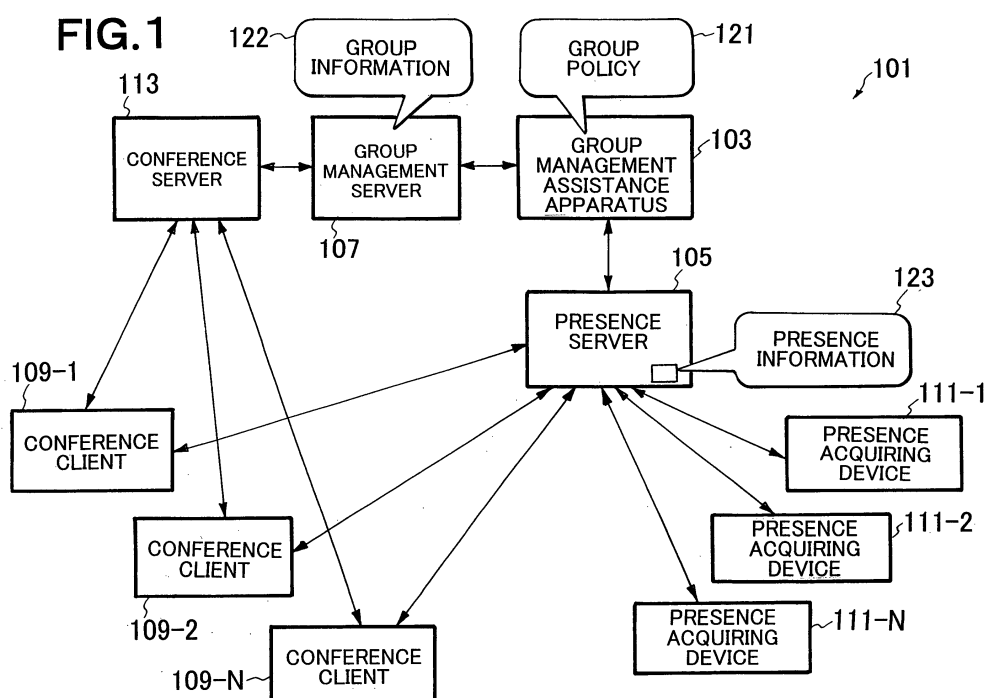 FIG.1
122
GROUP
INFORMATION
GROUP
POLICY
121
101
113
CONFERENCE
SERVER
GROUP
MANAGEMENT
SERVER
107
GROUP
MANAGEMENT
ASSISTANCE
APPARATUS
103
105
PRESENCE
SERVER
123
PRESENCE
INFORMATION
109-1
CONFERENCE
CLIENT
111-1
PRESENCE
ACQUIRING
DEVICE
CONFERENCE
CLIENT
109-2
PRESENCE
ACQUIRING
DEVICE
111-2
CONFERENCE
CLIENT
109-N
PRESENCE
ACQUIRING
DEVICE
111-N